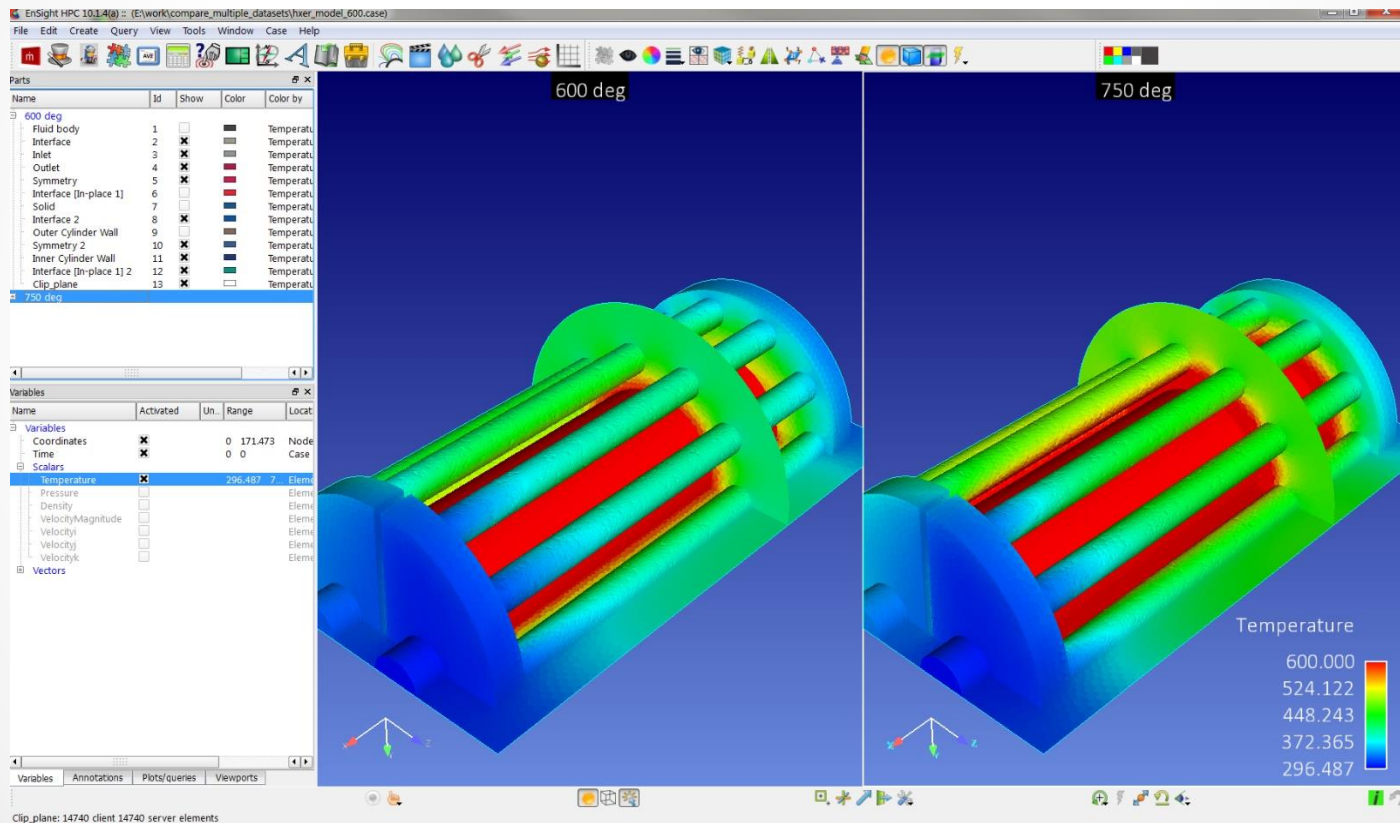 EnSight HPC 10.1.4(a) :: (E:\work\compare_multiple_datasets\hxer_model_600.case)
File Edit Create Query View Tools Window Case Help
Parts
Name Id Show Color Color by
600 deg
Fluid body 1 Temperatu
Interface 2 Temperatu
Inlet 3 Temperatu
Outlet 4 Temperatu
Symmetry 5 Temperatu
Interface [In-place 1] 6 Temperatu
Solid 7 Temperatu
Interface 2 8 Temperatu
Outer Cylinder Wall 9 Temperatu
Symmetry 2 10 Temperatu
Inner Cylinder Wall 11 Temperatu
Interface [In-place 1] 2 12 Temperatu
Clip_plane 13 Temperatu
750 deg
Variables
Name Activated Un.. Range Locat
Variables
Coordinates 0 171.473 Node
Time 0 0 Case
Scalars
Temperature 296.487 7... Eleme
Pressure Eleme
Density Eleme
VelocityMagnitude Eleme
Velocityi Eleme
Velocityj Eleme
Velocityk Eleme
Vectors
Variables Annotations Plots/queries Viewports
Clip_plane: 14740 client 14740 server elements
600 deg
x z
750 deg
x z
Temperature
600.000
524.122
448.243
372.365
296.487